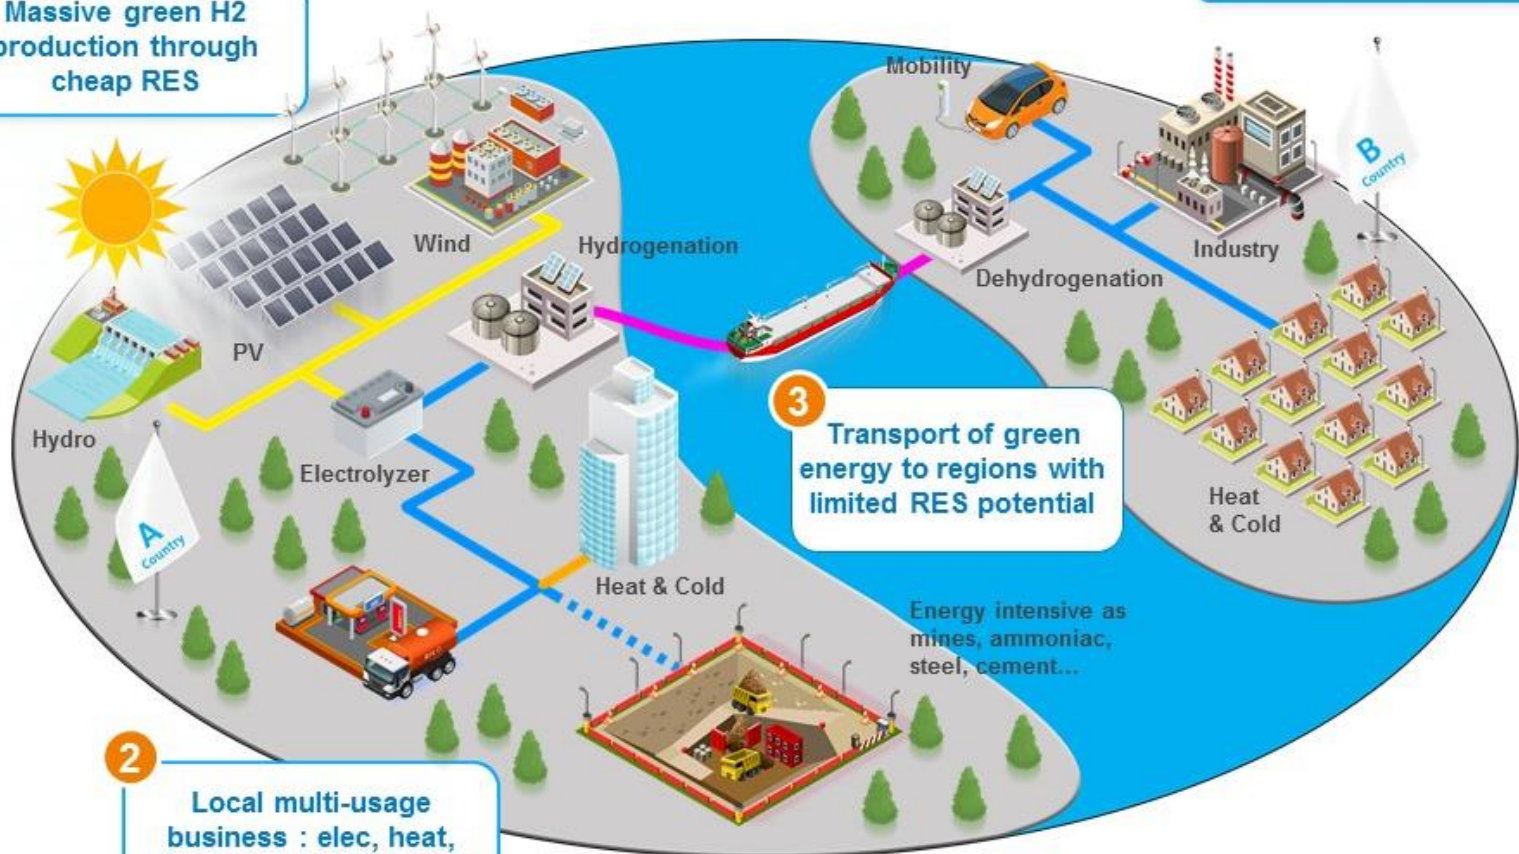 Massive green H2
production through
cheap RES
Mobility
B
Country
Wind
Hydrogenation
Industry
Dehydrogenation
PV
Hydro
3
Transport of green
energy to regions with
limited RES potential
Electrolyzer
Heat
& Cold
A
Country
Heat & Cold
Energy intensive as
mines, ammoniac,
steel, cement...
2
Local multi-usage
business : elec, heat,